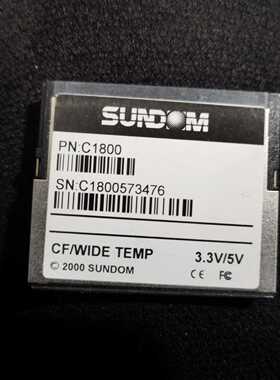 SUNDOM
PN:C1800
SN:C1800573476
CF/WIDE TEMP 3.3V/5V
© 2000 SUNDOM CE FC